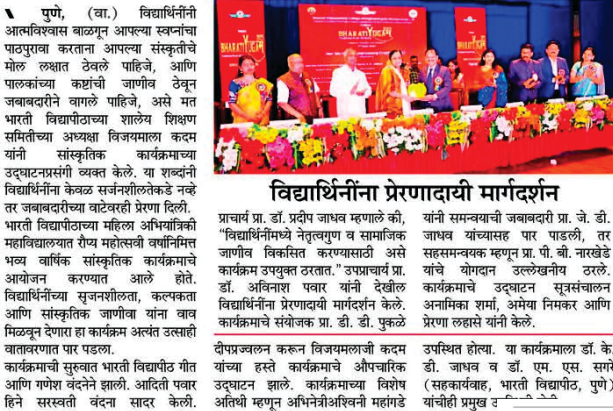 पुणे, (वा.) विद्यार्थिनींनी
आत्मविश्वास बाळगून आपल्या स्वप्नांचा
पाठपुरावा करताना आपल्या संस्कृतीचे
मोल लक्षात ठेवले पाहिजे, आणि
पालकांच्या कष्टांची जाणीव ठेवून
जबाबदारीने वागले पाहिजे, असे मत
भारती विद्यापीठाच्या शालेय शिक्षण
समितीच्या अध्यक्षा विजयमाला कदम
यांनी सांस्कृतिक कार्यक्रमाच्या
उद्घाटनप्रसंगी व्यक्त केले. या शब्दांनी
विद्यार्थिनींना केवळ सर्जनशीलतेकडे नव्हे
तर जबाबदारीच्या वाटेवरही प्रेरणा दिली.
भारती विद्यापीठाच्या महिला अभियांत्रिकी
महाविद्यालयात रौप्य महोत्सवी वर्षानिमित्त
भव्य वार्षिक सांस्कृतिक कार्यक्रमाचे
आयोजन करण्यात आले होते.
विद्यार्थिनींच्या सृजनशीलता, कल्पकता
आणि सांस्कृतिक जाणीवा यांना वाव
मिळवून देणारा हा कार्यक्रम अत्यंत उत्साही
वातावरणात पार पडला.
कार्यक्रमाची सुरुवात भारती विद्यापीठ गीत
आणि गणेश वंदनेने झाली. आदिती पवार
हिने सरस्वती वंदना सादर केली.
BHARATIYUGAM
विद्यार्थिनींना प्रेरणादायी मार्गदर्शन
प्राचार्य प्रा. डॉ. प्रदीप जाधव म्हणाले की,
“विद्यार्थिनींमध्ये नेतृत्वगुण व सामाजिक
जाणीव विकसित करण्यासाठी असे
कार्यक्रम उपयुक्त ठरतात.” उपप्राचार्य प्रा.
डॉ. अविनाश पवार यांनी देखील
विद्यार्थिनींना प्रेरणादायी मार्गदर्शन केले.
कार्यक्रमाचे संयोजक प्रा. डी. डी. पुकळे
यांनी समन्वयाची जबाबदारी प्रा. जे. डी.
जाधव यांच्यासह पार पाडली, तर
सहसमन्वयक म्हणून प्रा. पी. बी. नारखेडे
यांचे योगदान उल्लेखनीय ठरले.
कार्यक्रमाचे उद्घाटन सूत्रसंचालन
अनामिका शर्मा, अमेया निमकर आणि
प्रेरणा लहासे यांनी केले.
दीपप्रज्वलन करून विजयमालाजी कदम
यांच्या हस्ते कार्यक्रमाचे औपचारिक
उद्घाटन झाले. कार्यक्रमाच्या विशेष
अतिथी म्हणून अभिनेत्रीअश्विनी महांगडे
उपस्थित होत्या. या कार्यक्रमाला डॉ. के.
डी. जाधव व डॉ. एम. एस. सगरे
(सहकार्यवाह, भारती विद्यापीठ, पुणे)
यांचीही प्रमुख